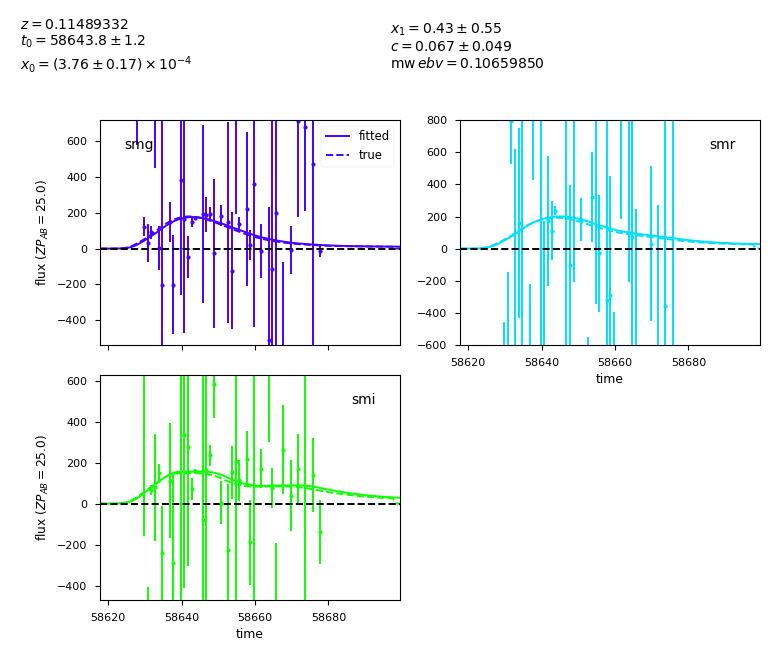 z = 0.11489332
t₀ = 58643.8 ± 1.2
x₀ = (3.76 ± 0.17) × 10⁻⁴
x₁ = 0.43 ± 0.55
c = 0.067 ± 0.049
mw ebv = 0.10659850
smg
fitted
true
600
400
200
0
−200
−400
flux (ZP_AB = 25.0)
smr
800
600
400
200
0
−200
−400
−600
58620 58640 58660 58680
time
smi
600
400
200
0
−200
−400
flux (ZP_AB = 25.0)
58620 58640 58660 58680
time